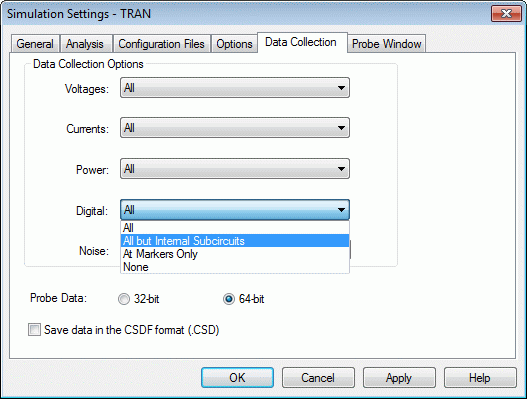 Simulation Settings - TRAN
General Analysis Configuration Files Options Data Collection Probe Window
Data Collection Options
Voltages: All
Currents: All
Power: All
Digital: All
All
All but Internal Subcircuits
At Markers Only
None
Noise:
Probe Data: 32-bit 64-bit
Save data in the CSDF format (.CSD)
OK Cancel Apply Help